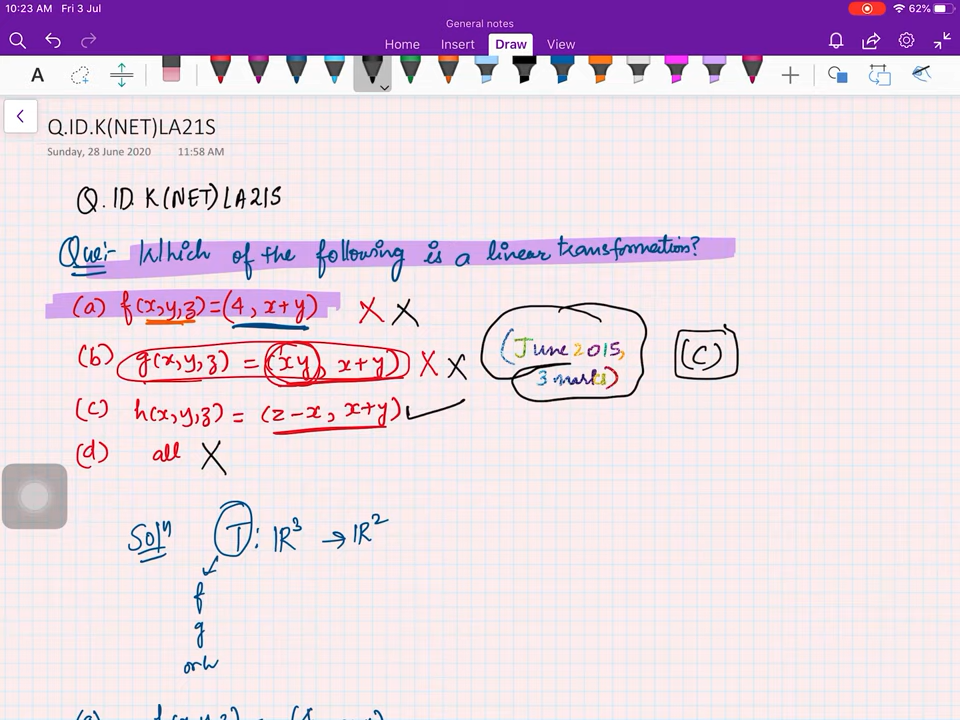 10:23 AM Fri 3 Jul
62%
General notes
Home Insert Draw View
A
Q.ID.K(NET)LA21S
Sunday, 28 June 2020 11:58 AM
Q. ID. K(NET) LA21S
Que:- Which of the following is a linear transformation?
(a) f(x,y,z)=(4, x+y) X X
(b) g(x,y,z) = (xy, x+y) X X
(June 2015,
3 marks)
(C)
(c) h(x,y,z) = (z-x, x+y) ✓
(d) all X
Solⁿ T: ℝ³ → ℝ²
f
g
or h